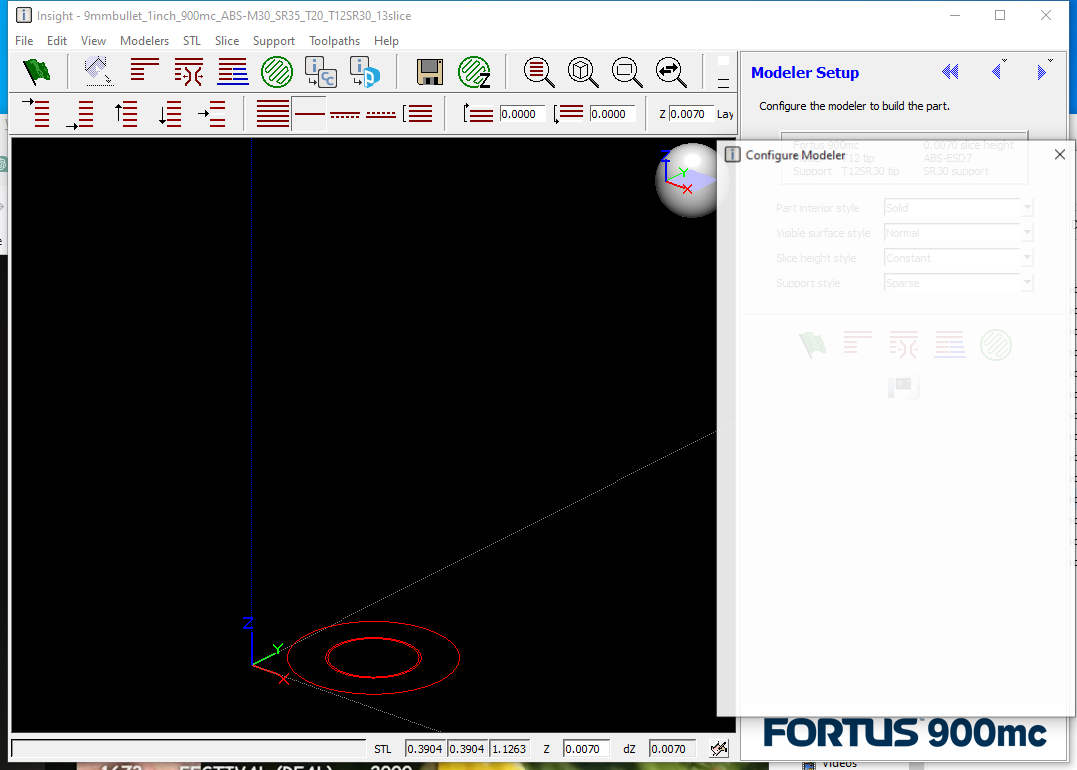 Insight - 9mmbullet_1inch_900mc_ABS-M30_SR35_T20_T12SR30_13slice
File Edit View Modelers STL Slice Support Toolpaths Help
Modeler Setup
Configure the modeler to build the part.
0.0000 0.0000 Z 0.0070 Lay
Configure Modeler
Fortus 900mc 0.0070 slice height
T12 tip ABS-ESD7
Support T12SR30 tip SR30 support
Part interior style Solid
Visible surface style Normal
Slice height style Constant
Support style Sparse
Z
Y
X
Z
Y
X
FORTUS 900mc
STL 0.3904 0.3904 1.1263 Z 0.0070 dZ 0.0070
Videos